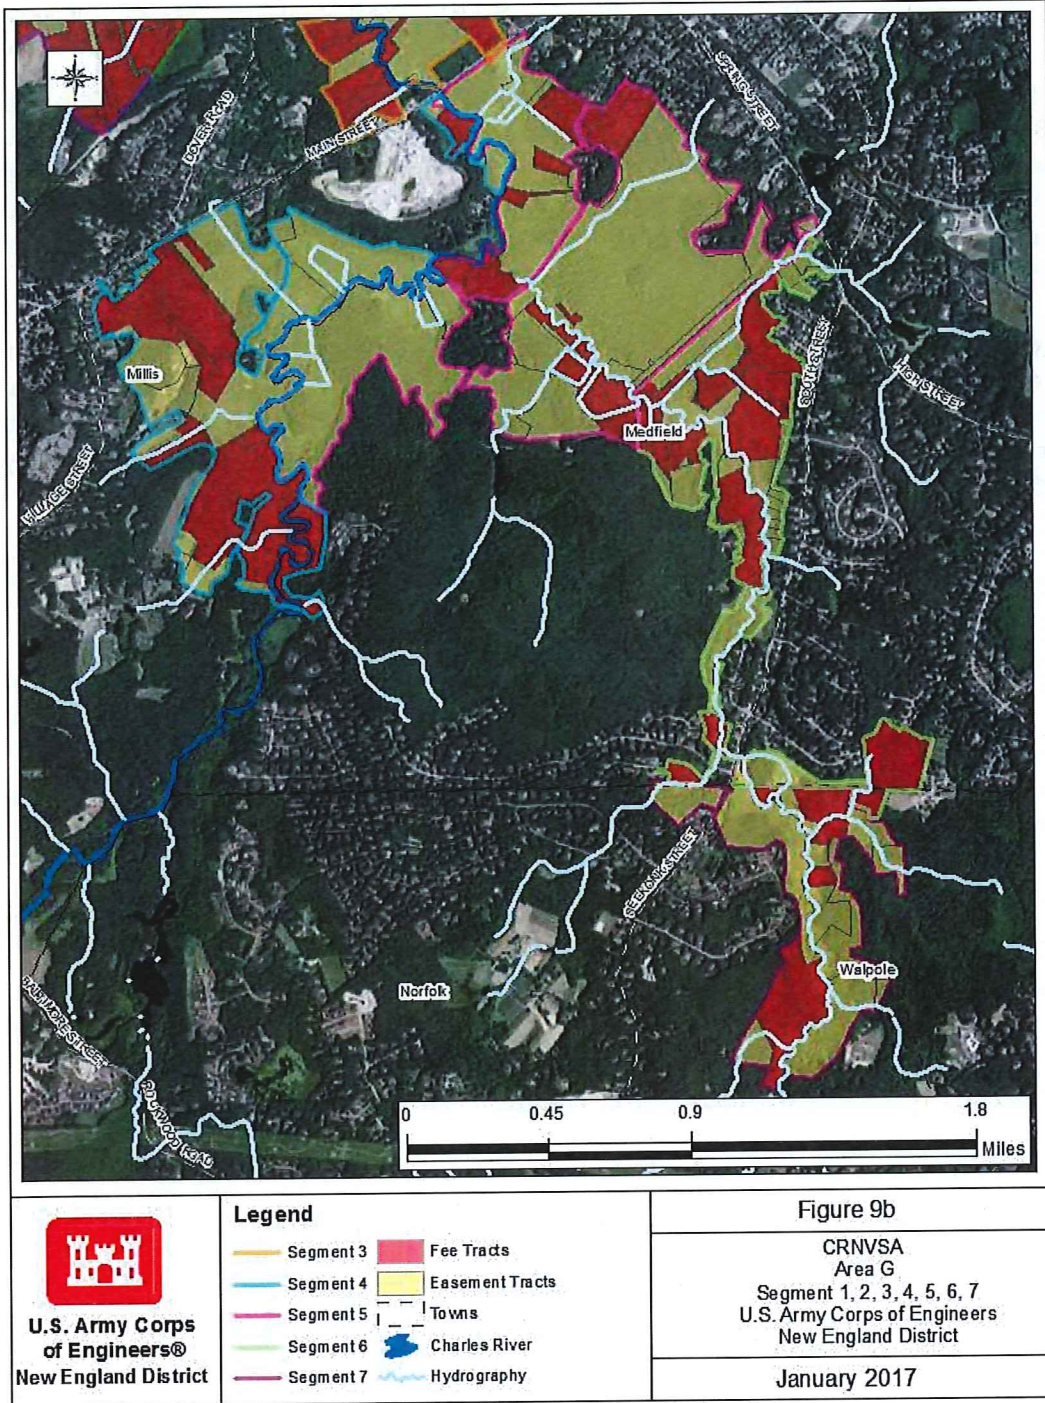 SPRING STREET
DOVER ROAD
MAIN STREET
Millis
SOUTH STREET
HIGH STREET
Medfield
VILLAGE STREET
SEEKONK STREET
Walpole
Norfolk
BALTIMORE STREET
ROCKWOOD ROAD
0 0.45 0.9 1.8
Miles
Legend
Segment 3
Fee Tracts
Segment 4
Easement Tracts
Segment 5
Towns
Segment 6
Charles River
Segment 7
Hydrography
U.S. Army Corps
of Engineers®
New England District
Figure 9b
CRNVSA
Area G
Segment 1, 2, 3, 4, 5, 6, 7
U.S. Army Corps of Engineers
New England District
January 2017